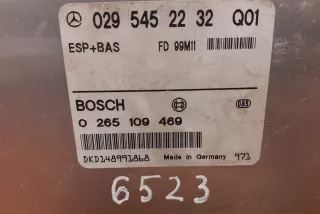 029 545 22 32 Q01
ESP+BAS FD 99M11
BOSCH
0 265 109 469
DKD148991868 Made in Germany 971
6523